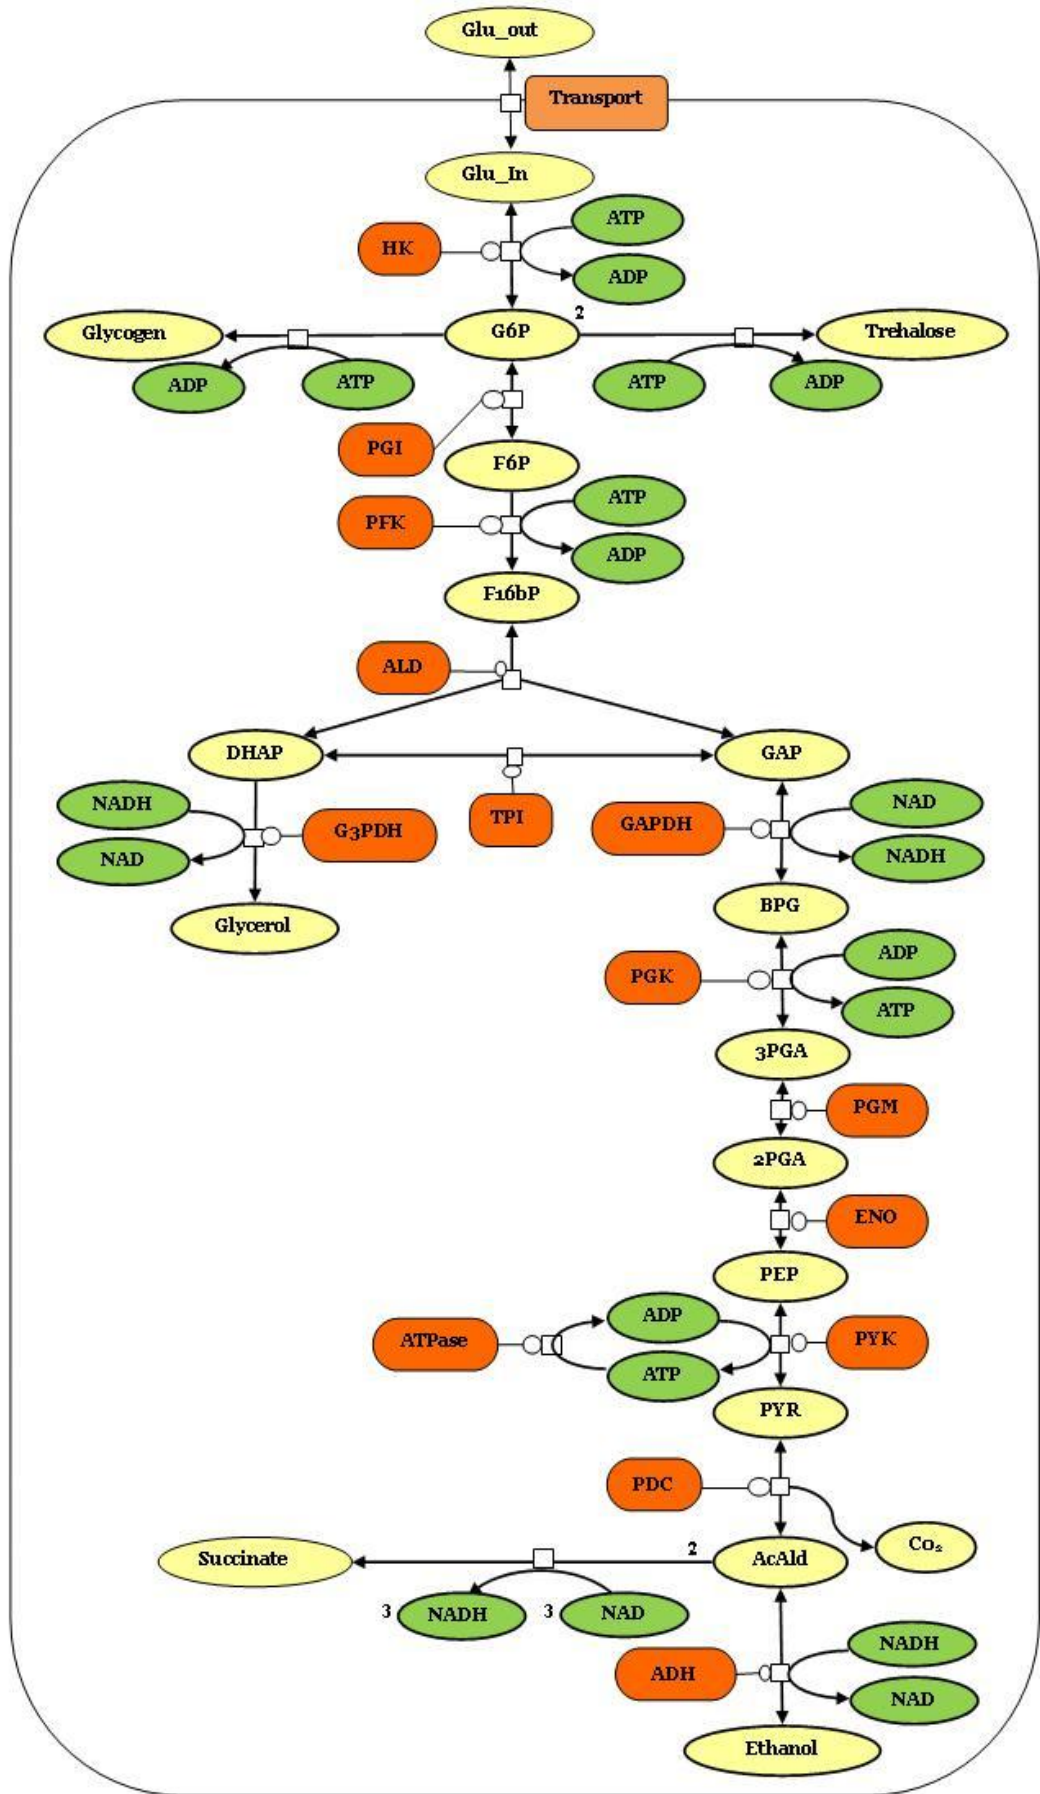 Glu_out
Transport
Glu_In
HK
ATP
ADP
Glycogen
G6P
2
Trehalose
ADP
ATP
ATP
ADP
PGI
F6P
PFK
ATP
ADP
F16bP
ALD
DHAP
GAP
NADH
NAD
G3PDH
TPI
GAPDH
NAD
NADH
Glycerol
BPG
PGK
ADP
ATP
3PGA
PGM
2PGA
ENO
PEP
ATPase
ADP
ATP
PYK
PYR
PDC
Succinate
2
AcAld
Co₂
3
NADH
3
NAD
ADH
NADH
NAD
Ethanol